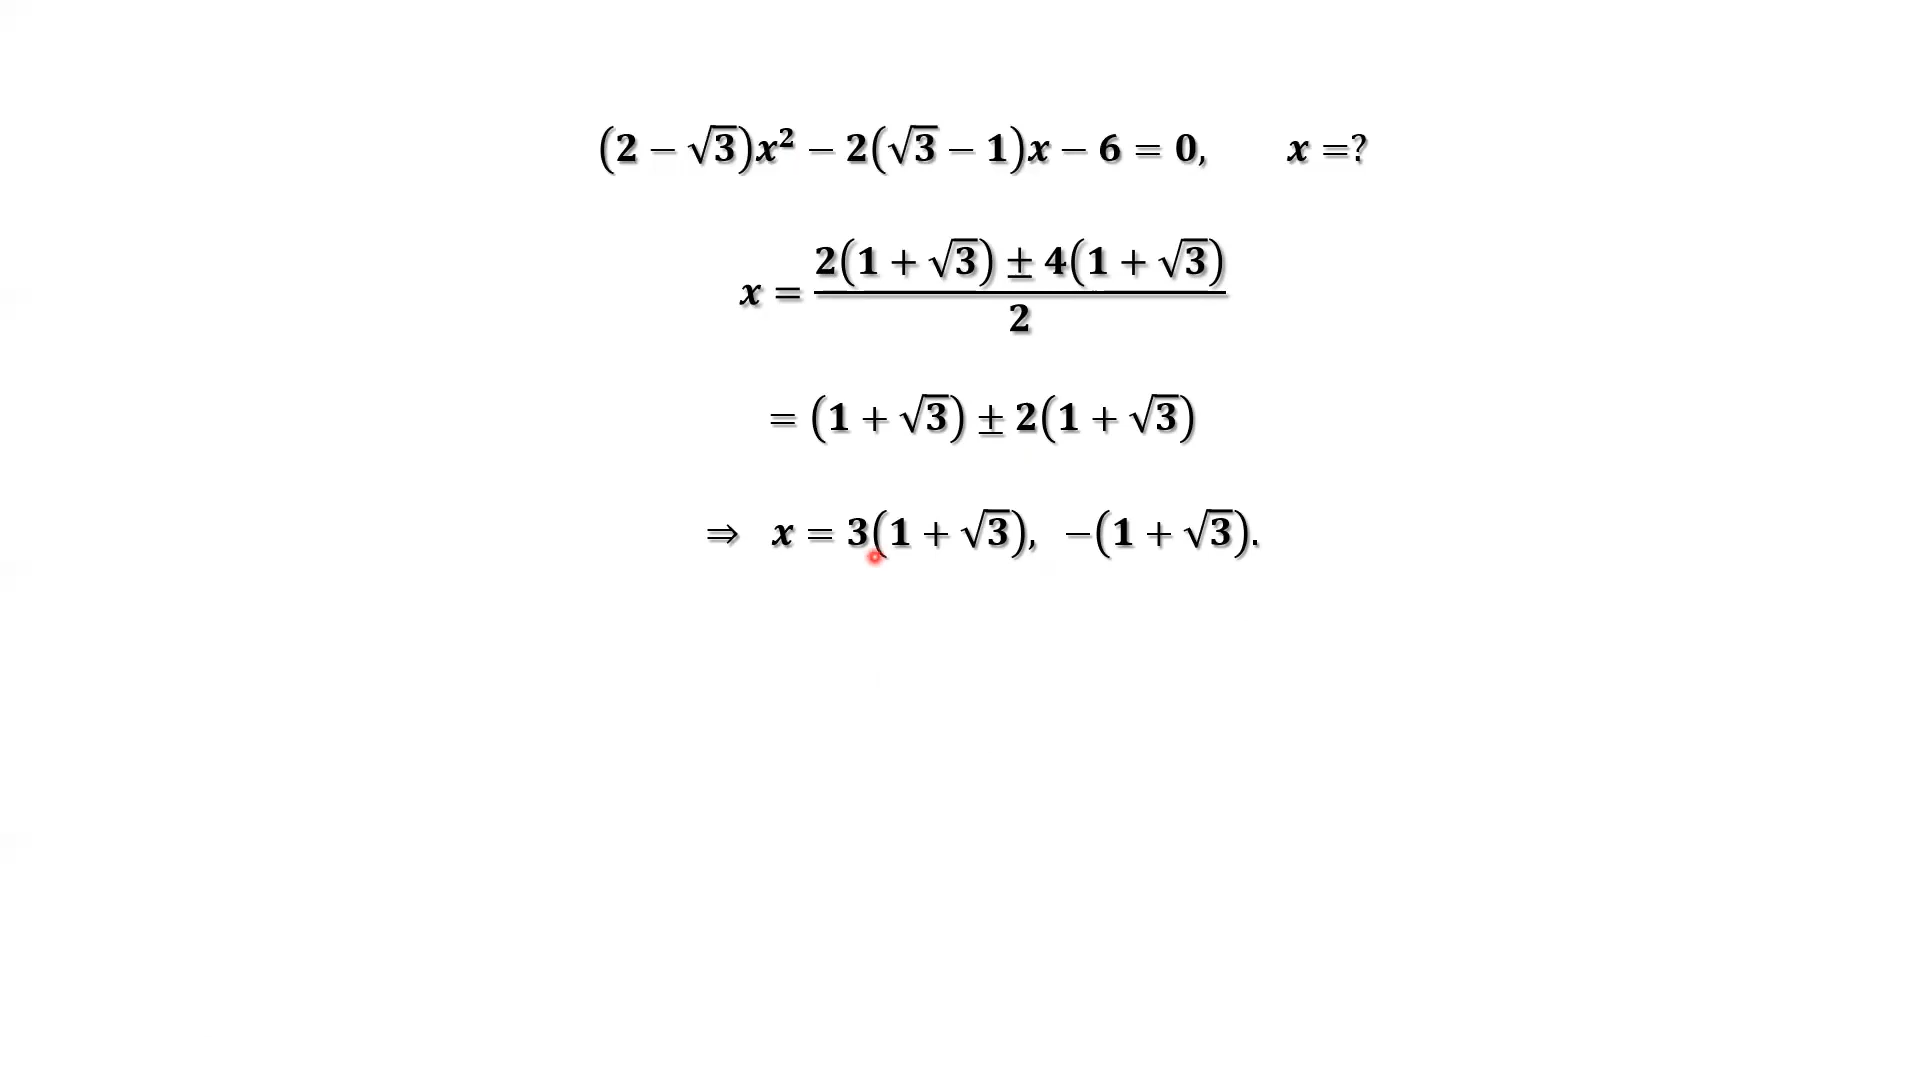 (2 − √3)x² − 2(√3 − 1)x − 6 = 0, x =?
x = (2(1 + √3) ± 4(1 + √3)) / 2
= (1 + √3) ± 2(1 + √3)
⇒ x = 3(1 + √3), −(1 + √3).